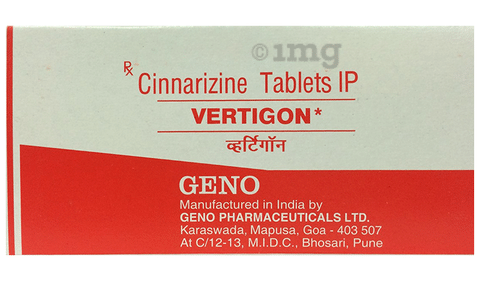 ©1mg
Rx Cinnarizine Tablets IP
VERTIGON*
व्हर्टिगॉन
GENO
Manufactured in India by
GENO PHARMACEUTICALS LTD.
Karaswada, Mapusa, Goa - 403 507
At C/12-13, M.I.D.C., Bhosari, Pune